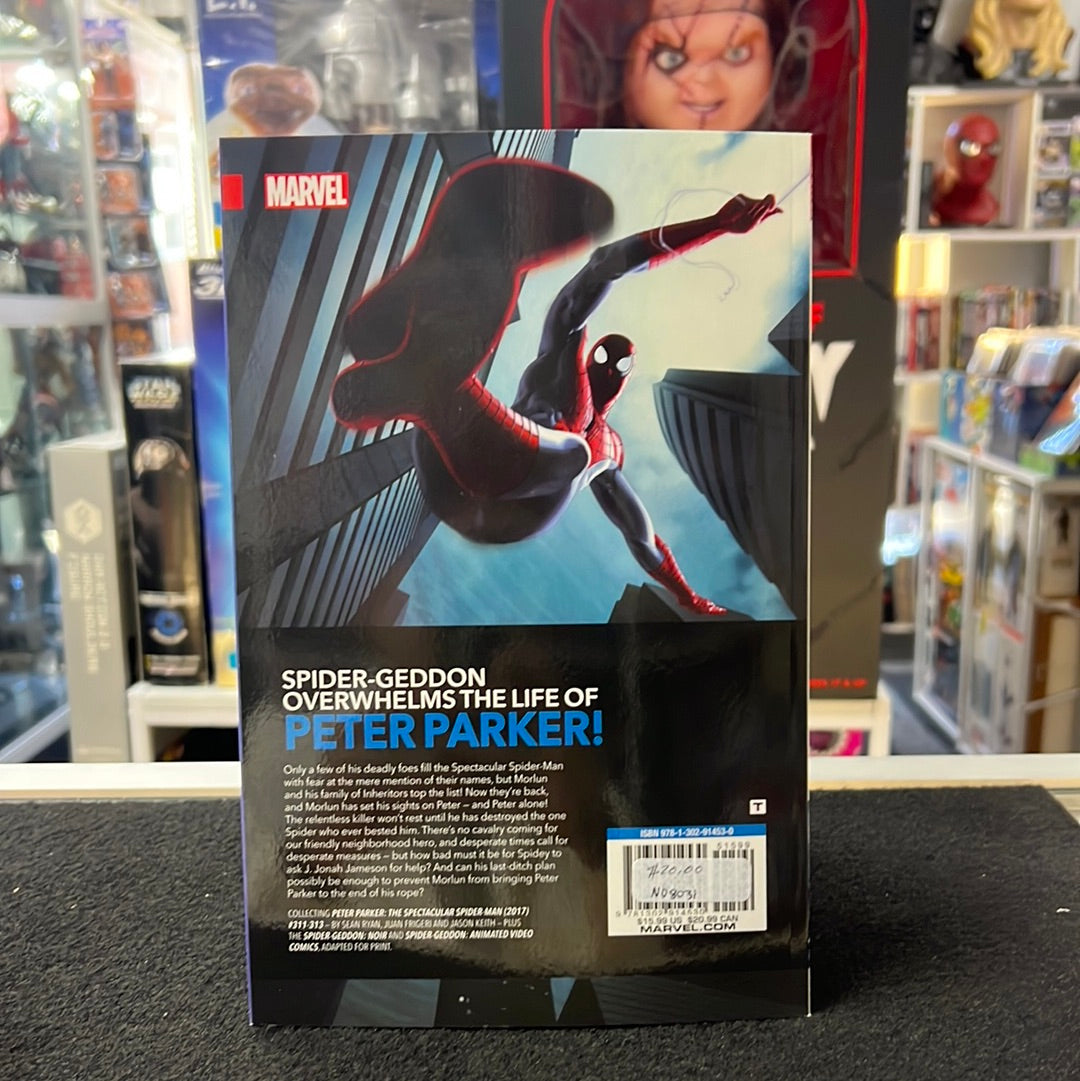 MARVEL
SPIDER-GEDDON
OVERWHELMS THE LIFE OF
PETER PARKER!
Only a few of his deadly foes fill the Spectacular Spider-Man
with fear at the mere mention of their names, but Morlun
and his family of Inheritors top the list! Now they're back,
and Morlun has set his sights on Peter – and Peter alone!
The relentless killer won't rest until he has destroyed the one
Spider who ever bested him. There's no cavalry coming for
our friendly neighborhood hero, and desperate times call for
desperate measures – but how bad must it be for Spidey to
ask J. Jonah Jameson for help? And can his last-ditch plan
possibly be enough to prevent Morlun from bringing Peter
Parker to the end of his rope?
COLLECTING PETER PARKER: THE SPECTACULAR SPIDER-MAN (2017)
#311-313 – BY SEAN RYAN, JUAN FRIGERI AND JASON KEITH – PLUS
THE SPIDER-GEDDON: NOIR AND SPIDER-GEDDON: ANIMATED VIDEO
COMICS, ADAPTED FOR PRINT.
T
ISBN 978-1-302-91453-0
51599
$20.00
N08031
9 781302 914530
$15.99 US $20.99 CAN
MARVEL.COM
STAR
WARS